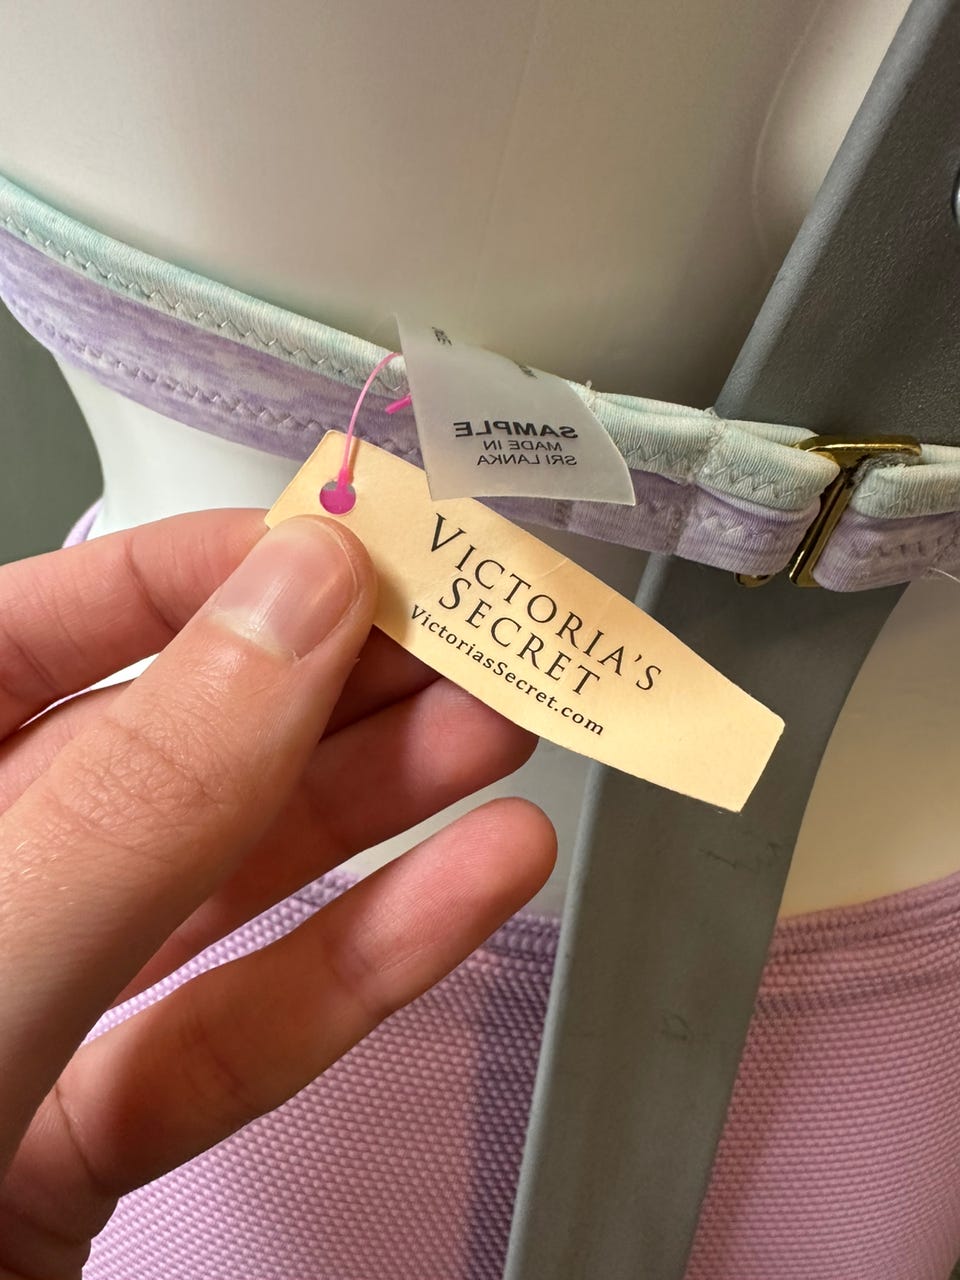 SAMPLE
MADE IN
SRI LANKA
VICTORIA'S
SECRET
VictoriasSecret.com